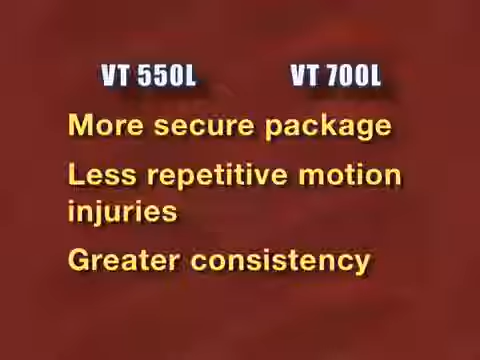 VT 550L VT 700L
More secure package
Less repetitive motion
injuries
Greater consistency